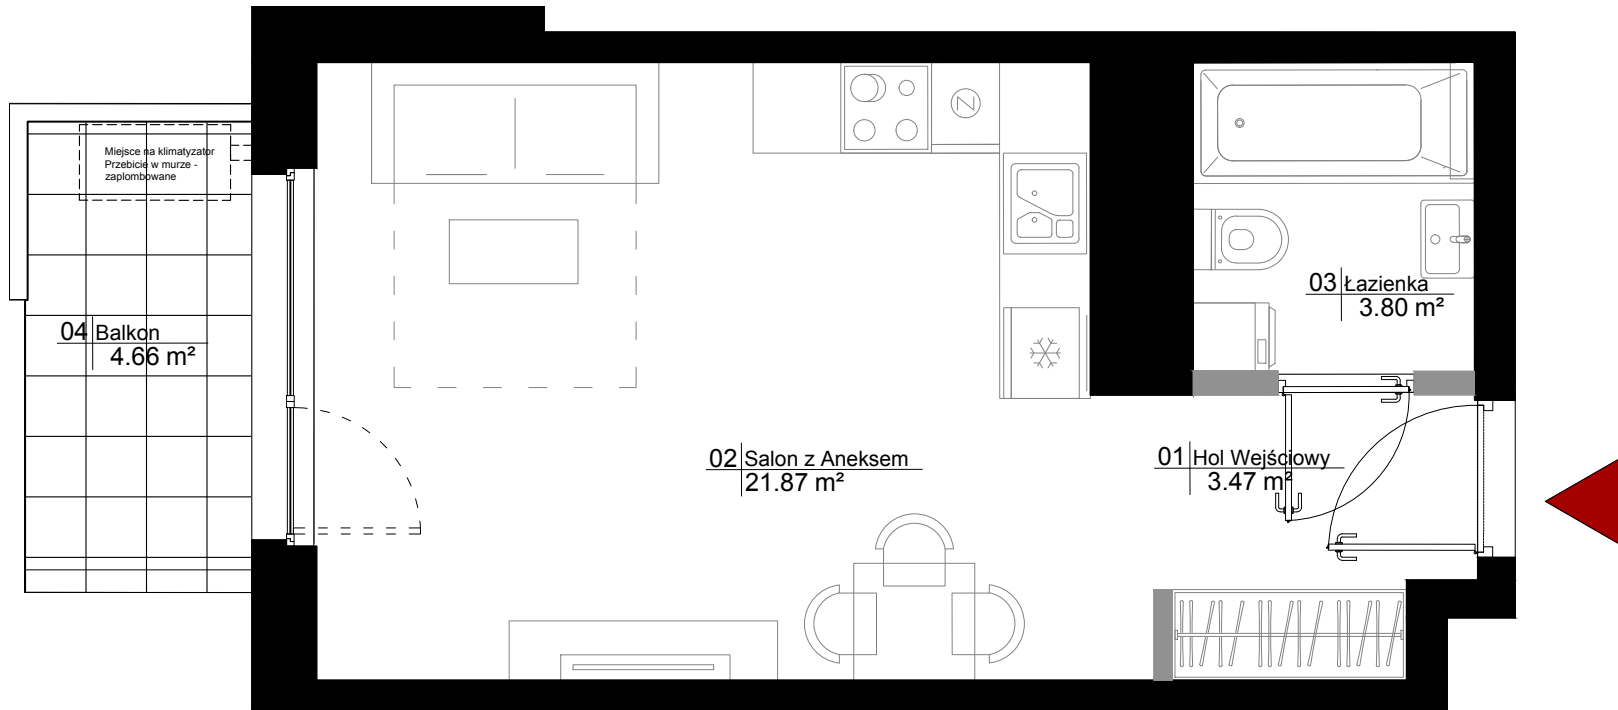 Miejsce na klimatyzator
Przebicie w murze -
zaplombowane
Z
03 Łazienka
3.80 m²
04 Balkon
4.66 m²
02 Salon z Aneksem
21.87 m²
01 Hol Wejściowy
3.47 m²